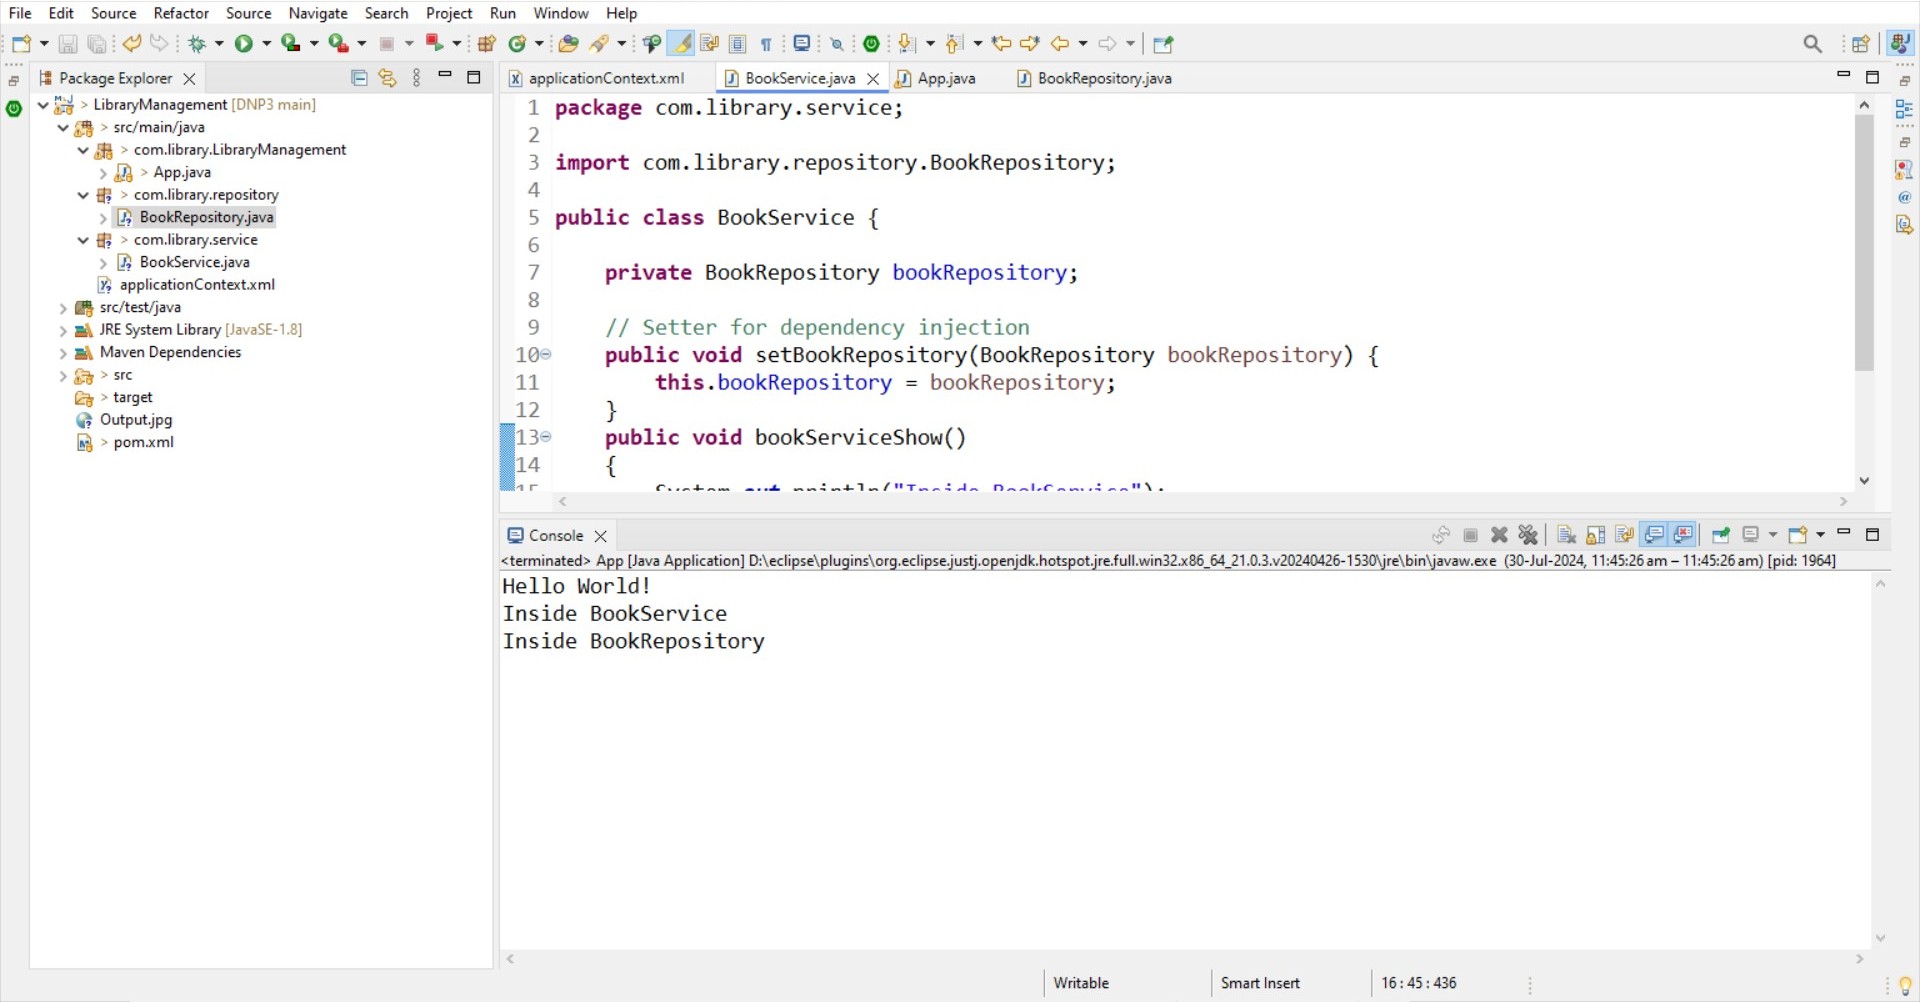 File Edit Source Refactor Source Navigate Search Project Run Window Help
Package Explorer
LibraryManagement [DNP3 main]
src/main/java
com.library.LibraryManagement
App.java
com.library.repository
BookRepository.java
com.library.service
BookService.java
applicationContext.xml
src/test/java
JRE System Library [JavaSE-1.8]
Maven Dependencies
src
target
Output.jpg
pom.xml
applicationContext.xml BookService.java App.java BookRepository.java
1 package com.library.service;
2
3 import com.library.repository.BookRepository;
4
5 public class BookService {
6
7 private BookRepository bookRepository;
8
9 // Setter for dependency injection
10 public void setBookRepository(BookRepository bookRepository) {
11 this.bookRepository = bookRepository;
12 }
13 public void bookServiceShow()
14 {
15 System.out.println("Inside BookService");
Console
<terminated> App [Java Application] D:\eclipse\plugins\org.eclipse.justj.openjdk.hotspot.jre.full.win32.x86_64_21.0.3.v20240426-1530\jre\bin\javaw.exe (30-Jul-2024, 11:45:26 am – 11:45:26 am) [pid: 1964]
Hello World!
Inside BookService
Inside BookRepository
Writable Smart Insert 16 : 45 : 436